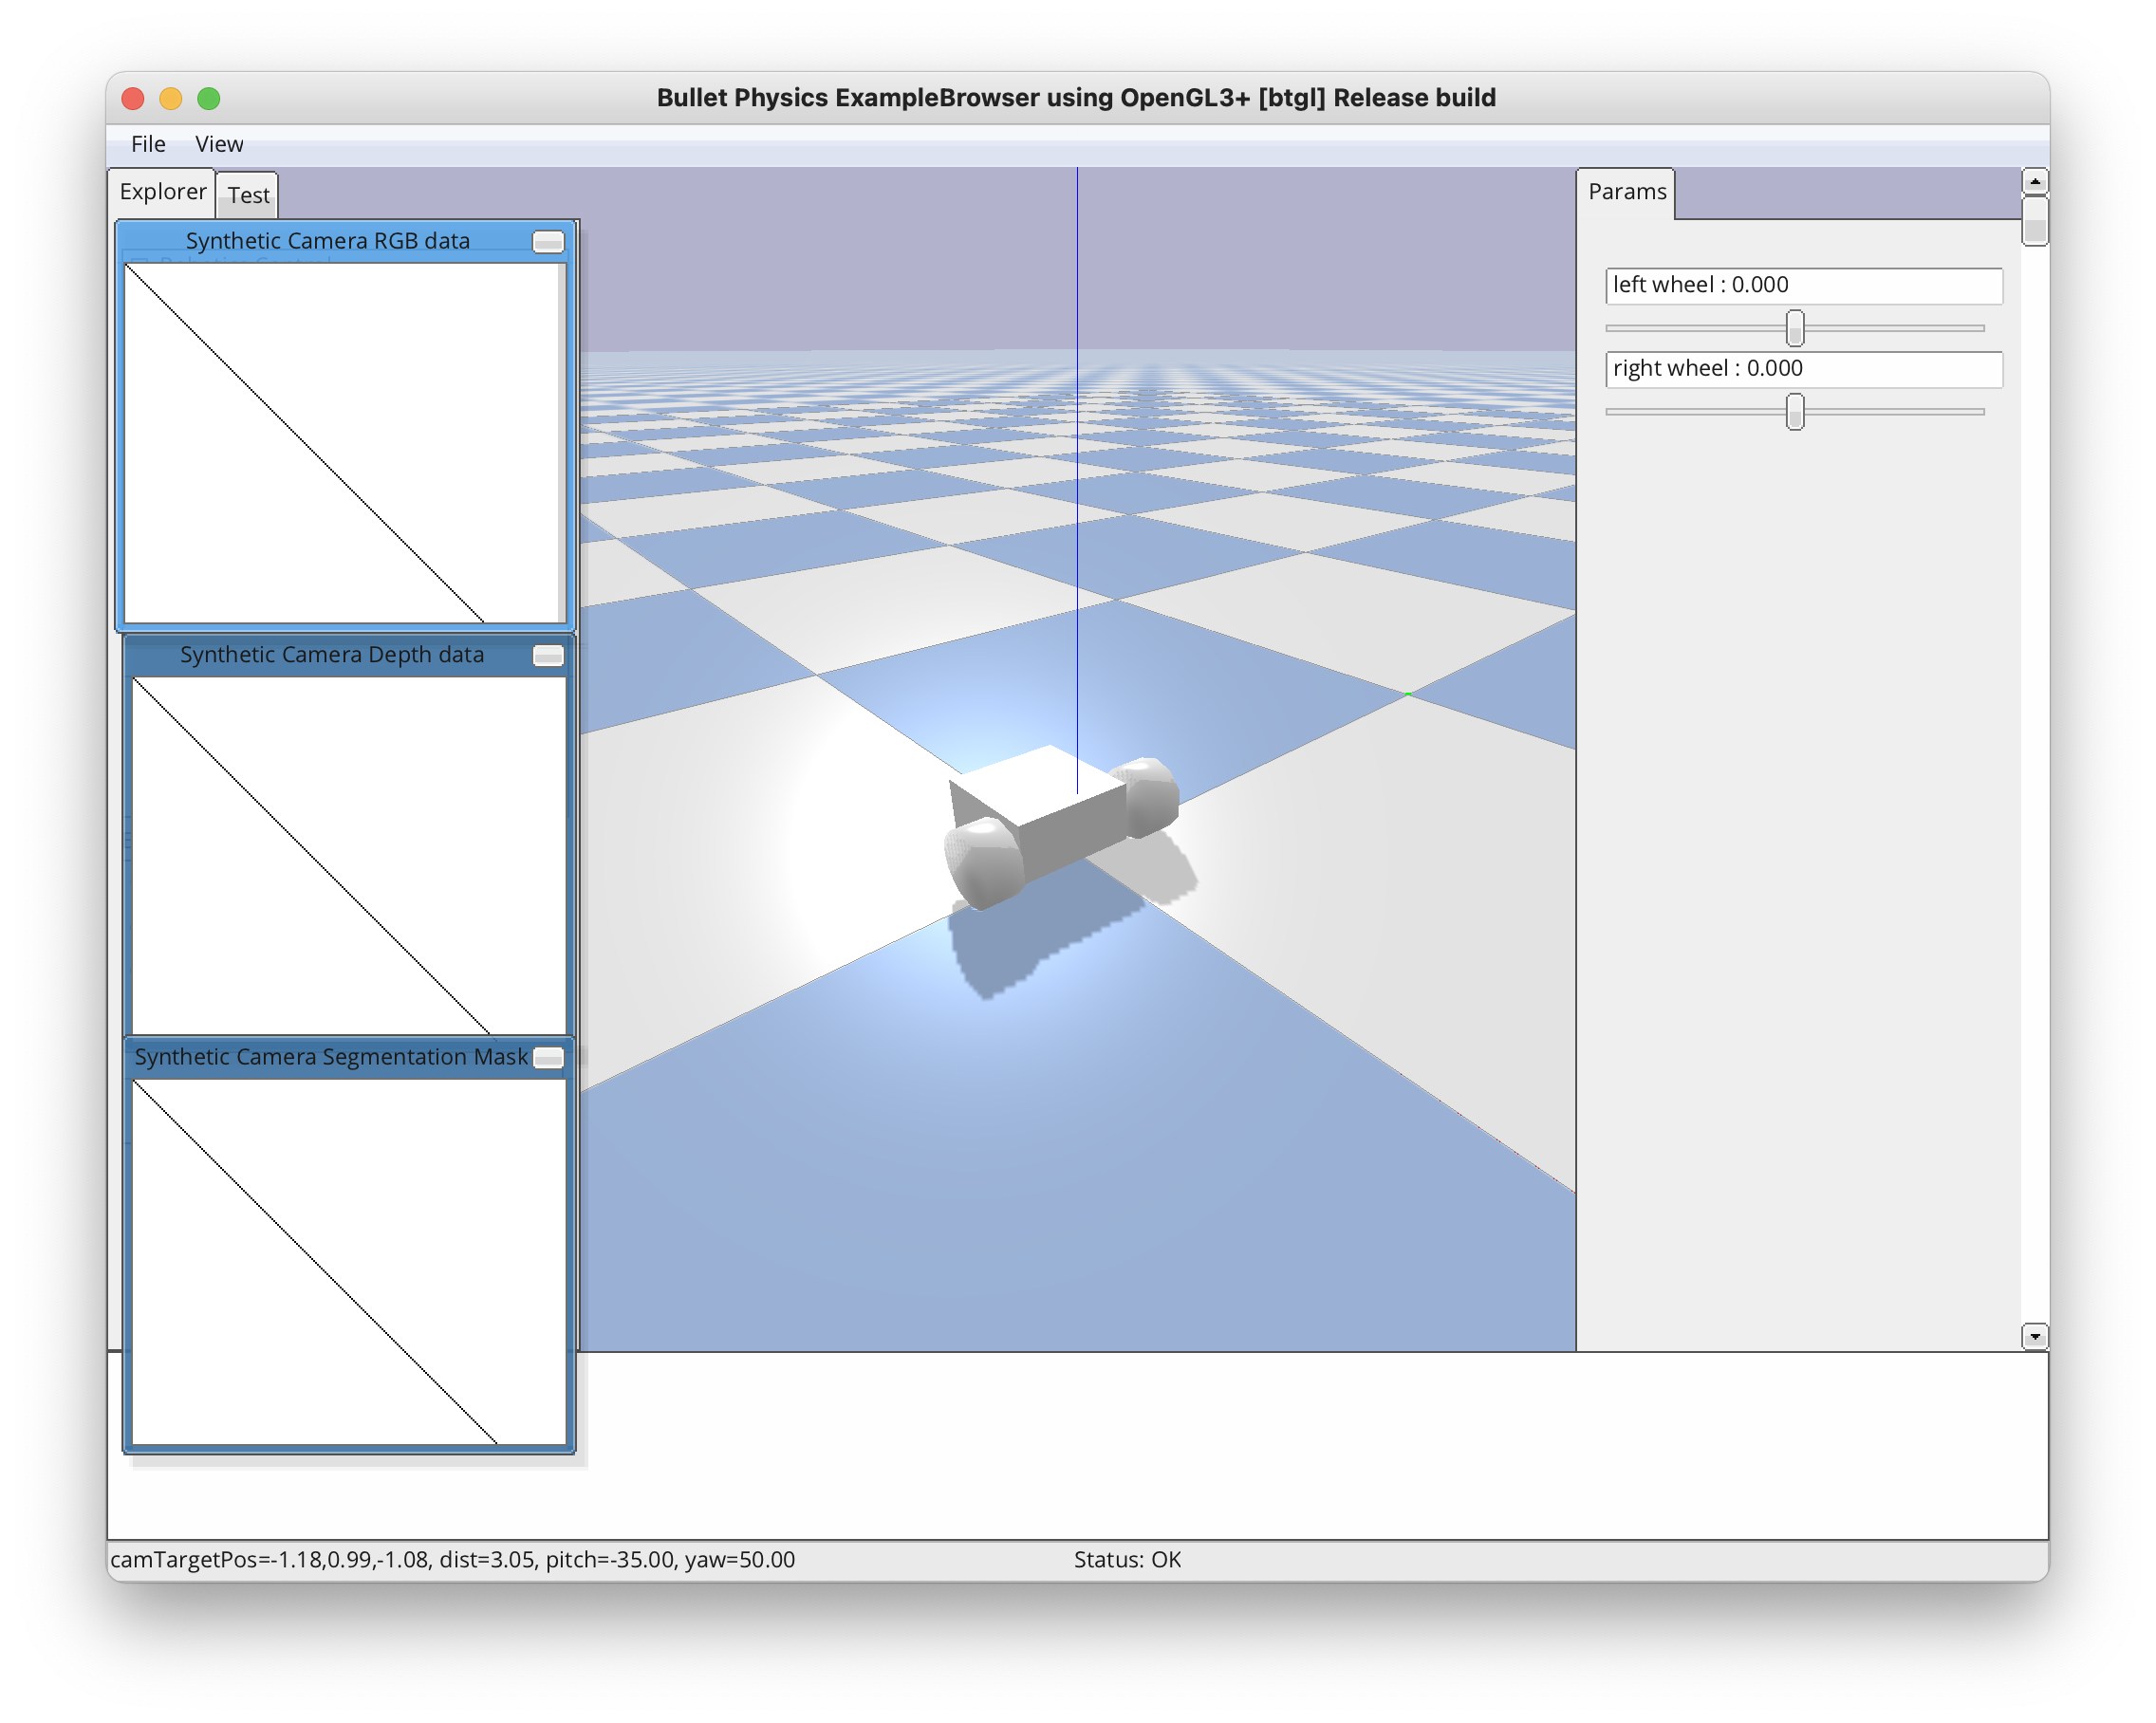 Bullet Physics ExampleBrowser using OpenGL3+ [btgl] Release build
File View
Explorer Test
Params
Synthetic Camera RGB data
left wheel : 0.000
right wheel : 0.000
Synthetic Camera Depth data
Synthetic Camera Segmentation Mask
camTargetPos=-1.18,0.99,-1.08, dist=3.05, pitch=-35.00, yaw=50.00
Status: OK